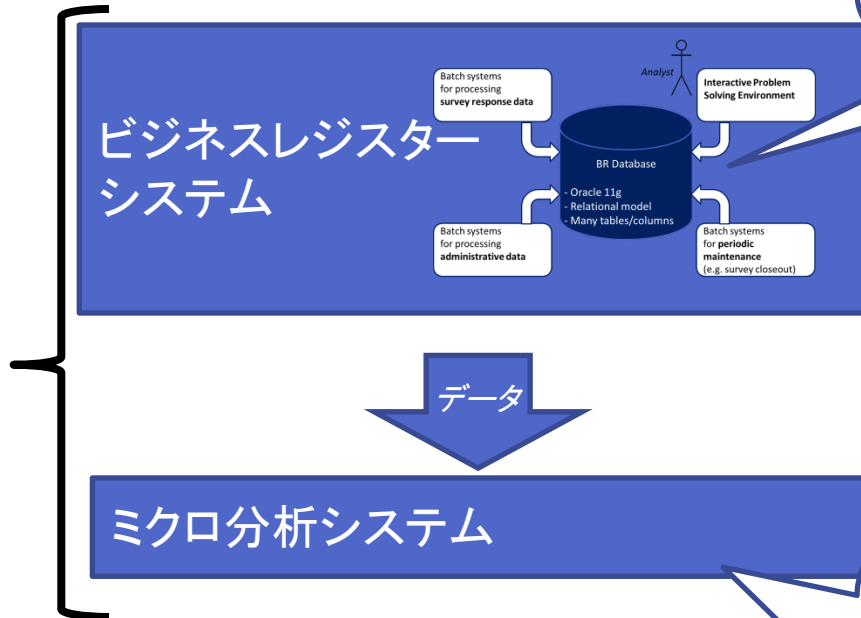 ビジネスレジスター
システム
Batch systems
for processing
survey response data
Analyst
Interactive Problem
Solving Environment
BR Database
- Oracle 11g
- Relational model
- Many tables/columns
Batch systems
for processing
administrative data
Batch systems
for periodic
maintenance
(e.g. survey closeout)
データ
ミクロ分析システム